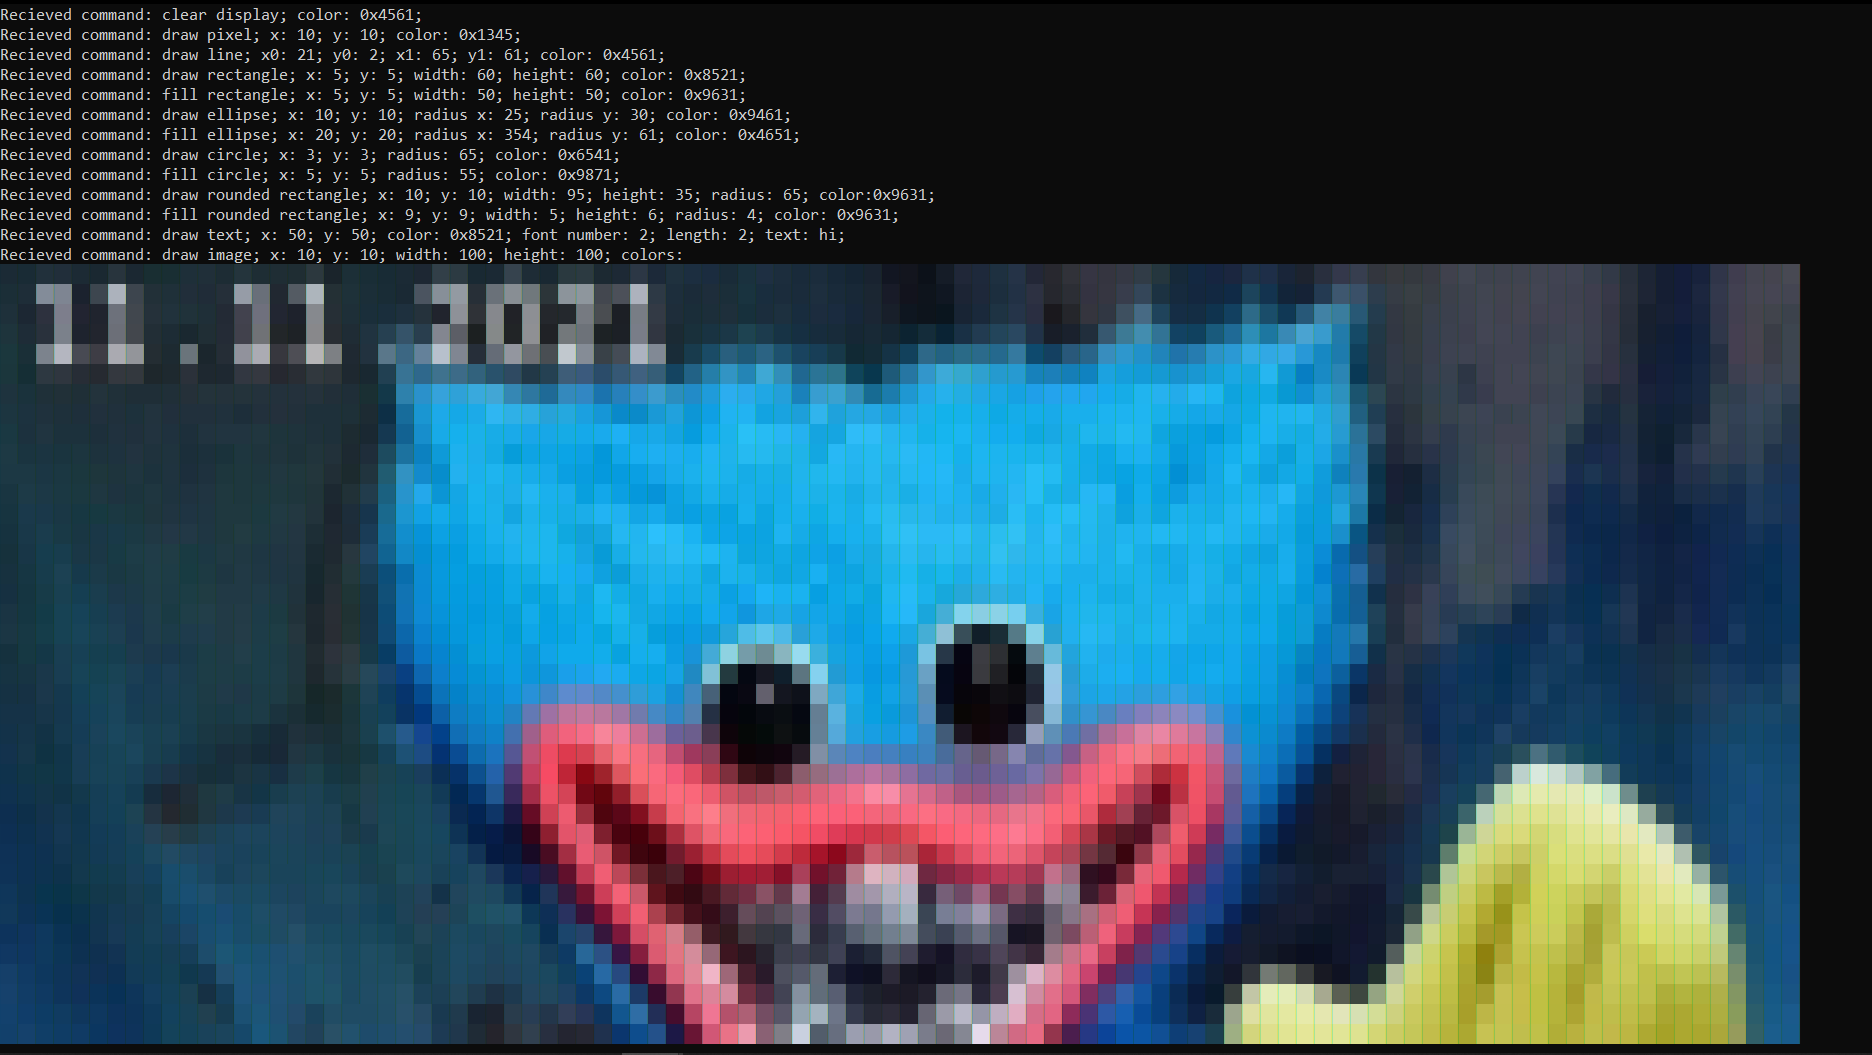 Recieved command: clear display; color: 0x4561;
Recieved command: draw pixel; x: 10; y: 10; color: 0x1345;
Recieved command: draw line; x0: 21; y0: 2; x1: 65; y1: 61; color: 0x4561;
Recieved command: draw rectangle; x: 5; y: 5; width: 60; height: 60; color: 0x8521;
Recieved command: fill rectangle; x: 5; y: 5; width: 50; height: 50; color: 0x9631;
Recieved command: draw ellipse; x: 10; y: 10; radius x: 25; radius y: 30; color: 0x9461;
Recieved command: fill ellipse; x: 20; y: 20; radius x: 354; radius y: 61; color: 0x4651;
Recieved command: draw circle; x: 3; y: 3; radius: 65; color: 0x6541;
Recieved command: fill circle; x: 5; y: 5; radius: 55; color: 0x9871;
Recieved command: draw rounded rectangle; x: 10; y: 10; width: 95; height: 35; radius: 65; color:0x9631;
Recieved command: fill rounded rectangle; x: 9; y: 9; width: 5; height: 6; radius: 4; color: 0x9631;
Recieved command: draw text; x: 50; y: 50; color: 0x8521; font number: 2; length: 2; text: hi;
Recieved command: draw image; x: 10; y: 10; width: 100; height: 100; colors:
11.11 2021